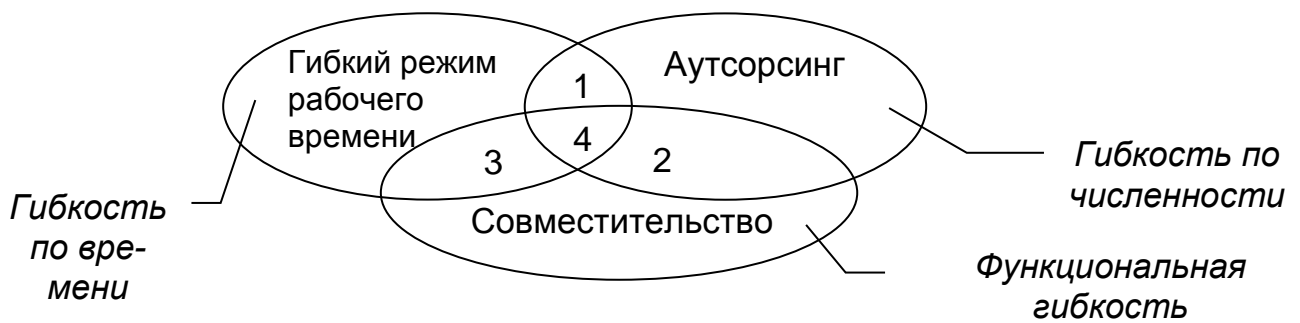 Гибкий режим
рабочего
времени
Аутсорсинг
1
4
3
2
Совместительство
Гибкость
по вре-
мени
Гибкость по
численности
Функциональная
гибкость